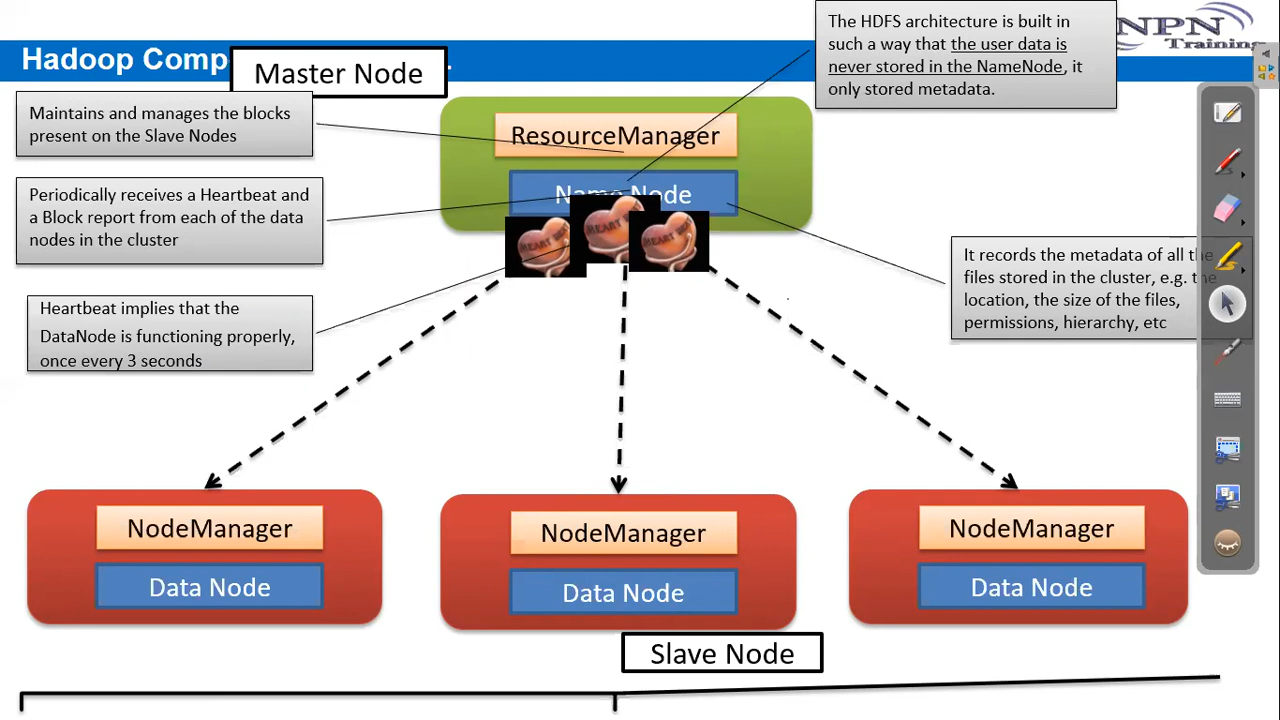 Hadoop Comp
Master Node
NPN
Training
The HDFS architecture is built in
such a way that the user data is
never stored in the NameNode, it
only stored metadata.
Maintains and manages the blocks
present on the Slave Nodes
ResourceManager
Name Node
Periodically receives a Heartbeat and
a Block report from each of the data
nodes in the cluster
HEART
HEART
HEART
It records the metadata of all the
files stored in the cluster, e.g. the
location, the size of the files,
permissions, hierarchy, etc
Heartbeat implies that the
DataNode is functioning properly,
once every 3 seconds
NodeManager
Data Node
NodeManager
Data Node
NodeManager
Data Node
Slave Node